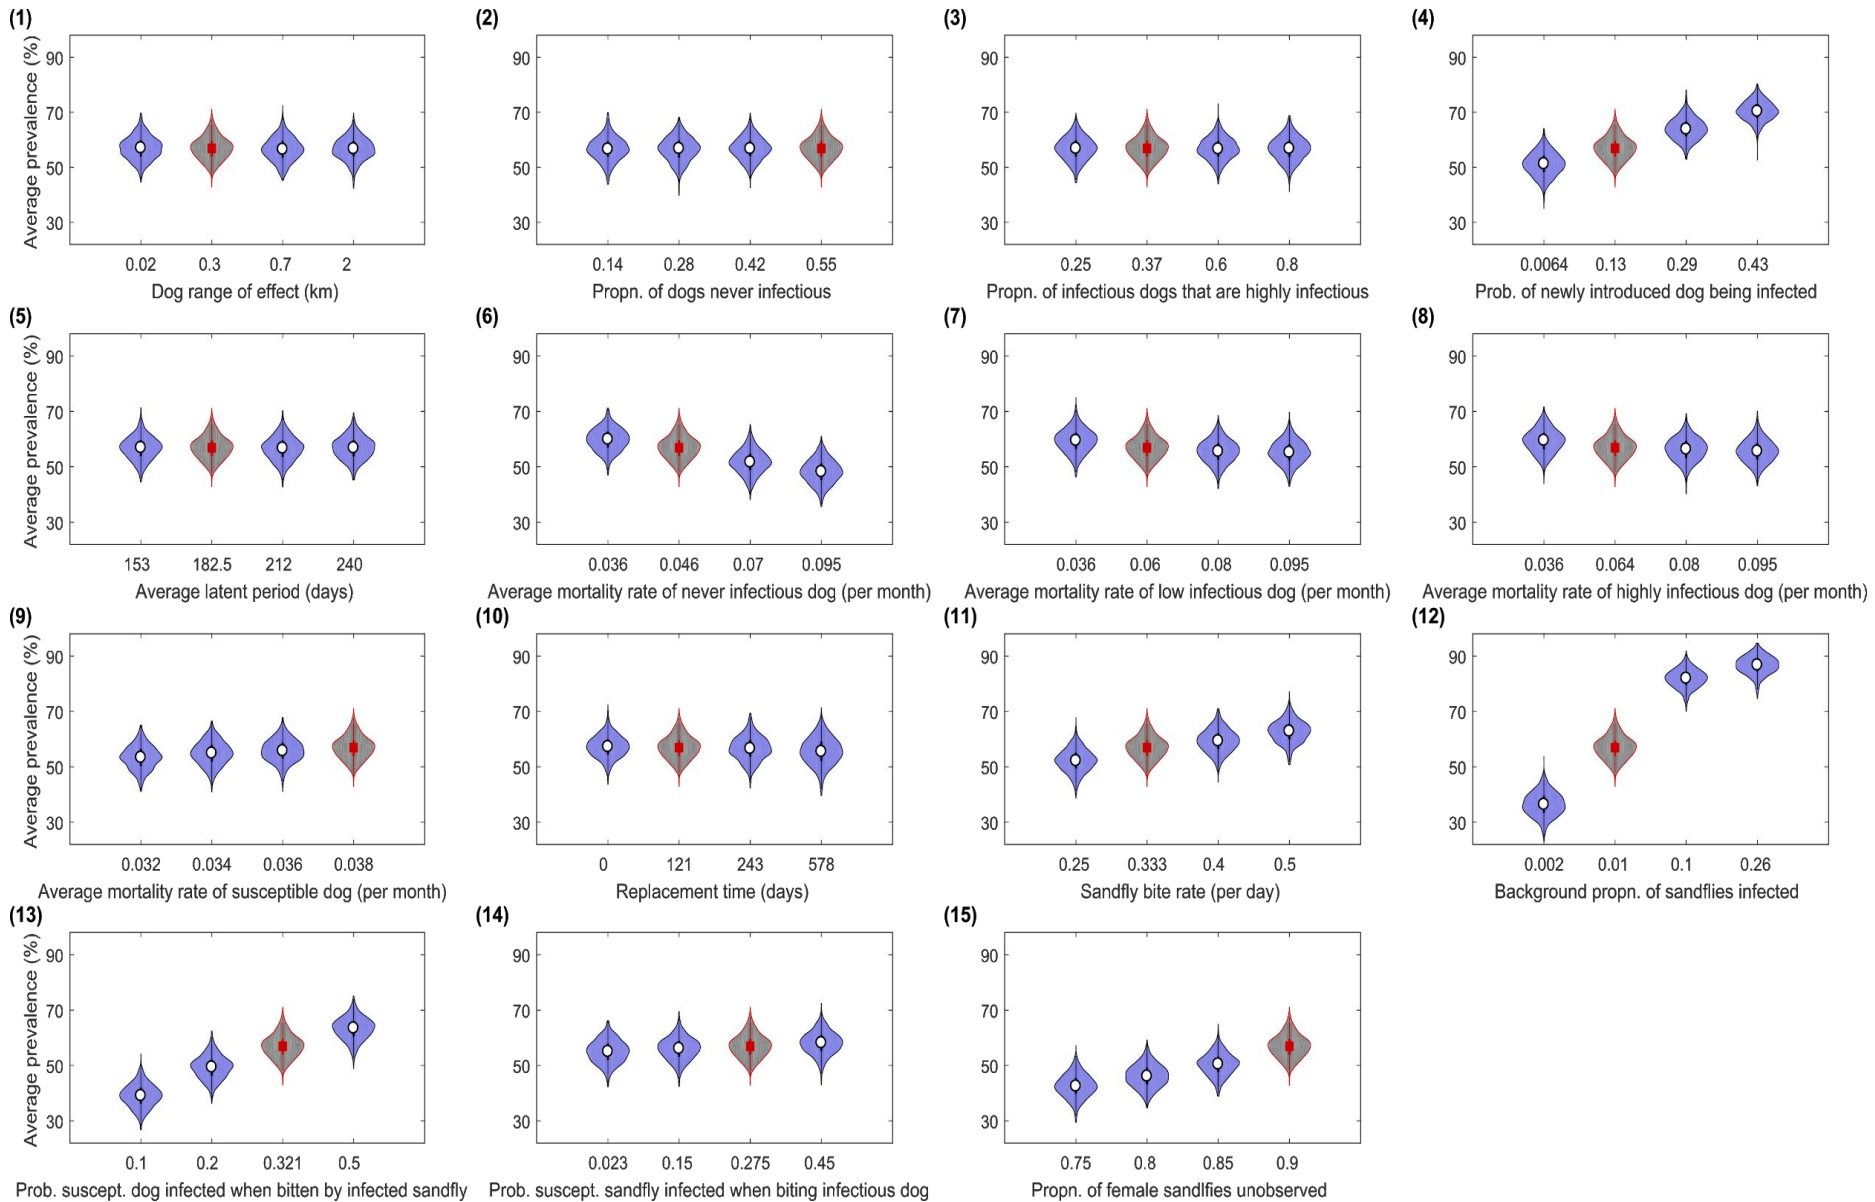 (1)
Average prevalence (%)
90
70
50
30
0.02 0.3 0.7 2
Dog range of effect (km)
(2)
90
70
50
30
0.14 0.28 0.42 0.55
Propn. of dogs never infectious
(3)
90
70
50
30
0.25 0.37 0.6 0.8
Propn. of infectious dogs that are highly infectious
(4)
90
70
50
30
0.0064 0.13 0.29 0.43
Prob. of newly introduced dog being infected
(5)
Average prevalence (%)
90
70
50
30
153 182.5 212 240
Average latent period (days)
(6)
90
70
50
30
0.036 0.046 0.07 0.095
Average mortality rate of never infectious dog (per month)
(7)
90
70
50
30
0.036 0.06 0.08 0.095
Average mortality rate of low infectious dog (per month)
(8)
90
70
50
30
0.036 0.064 0.08 0.095
Average mortality rate of highly infectious dog (per month)
(9)
Average prevalence (%)
90
70
50
30
0.032 0.034 0.036 0.038
Average mortality rate of susceptible dog (per month)
(10)
90
70
50
30
0 121 243 578
Replacement time (days)
(11)
90
70
50
30
0.25 0.333 0.4 0.5
Sandfly bite rate (per day)
(12)
90
70
50
30
0.002 0.01 0.1 0.26
Background propn. of sandflies infected
(13)
Average prevalence (%)
90
70
50
30
0.1 0.2 0.321 0.5
Prob. suscept. dog infected when bitten by infected sandfly
(14)
90
70
50
30
0.023 0.15 0.275 0.45
Prob. suscept. sandfly infected when biting infectious dog
(15)
90
70
50
30
0.75 0.8 0.85 0.9
Propn. of female sandlfies unobserved